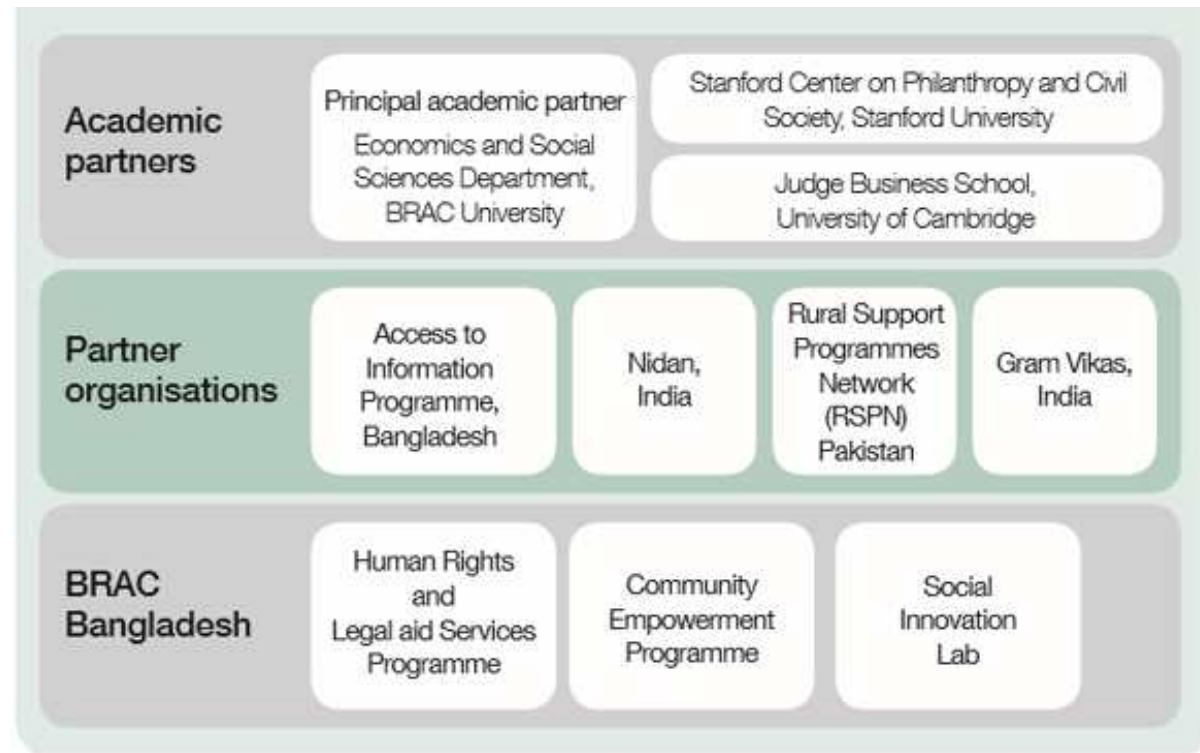 Academic
partners
Principal academic partner
Economics and Social
Sciences Department,
BRAC University
Stanford Center on Philanthropy and Civil
Society, Stanford University
Judge Business School,
University of Cambridge
Partner
organisations
Access to
Information
Programme,
Bangladesh
Nidan,
India
Rural Support
Programmes
Network
(RSPN)
Pakistan
Gram Vikas,
India
BRAC
Bangladesh
Human Rights
and
Legal aid Services
Programme
Community
Empowerment
Programme
Social
Innovation
Lab